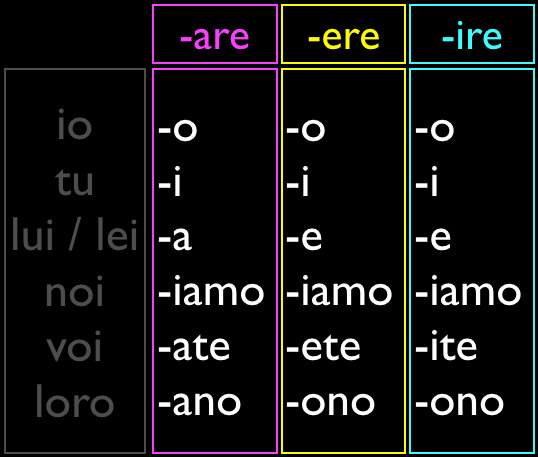 -are -ere -ire
io -o -o -o
tu -i -i -i
lui / lei -a -e -e
noi -iamo -iamo -iamo
voi -ate -ete -ite
loro -ano -ono -ono